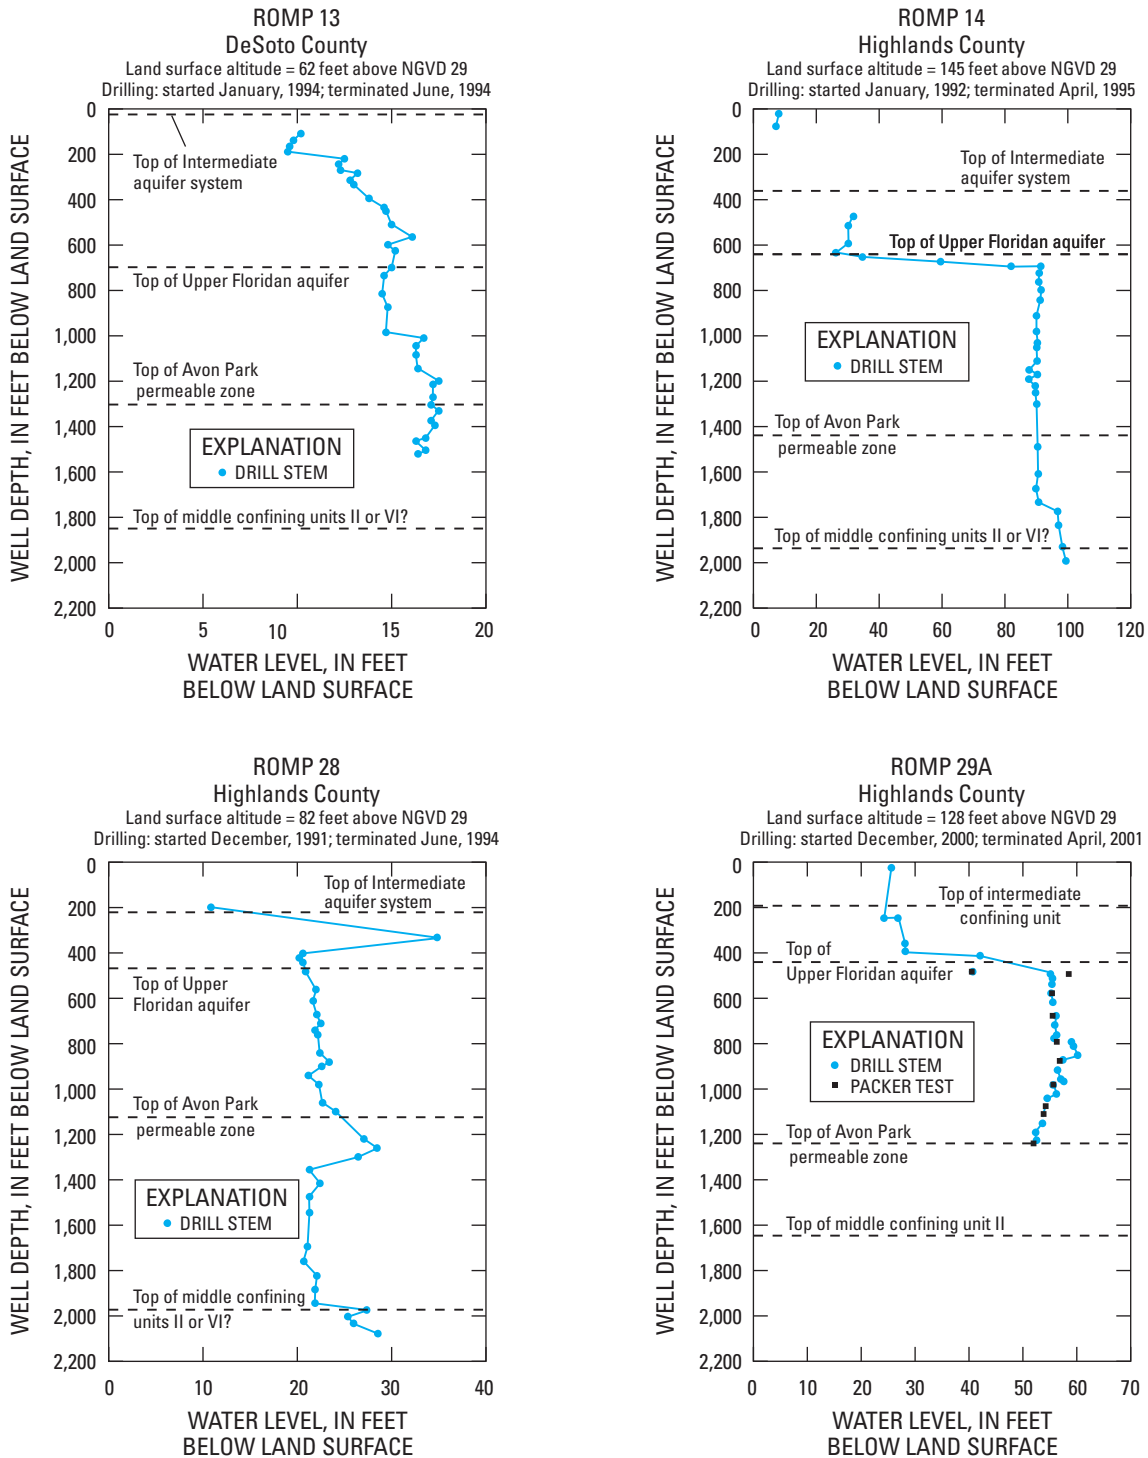 ROMP 13
DeSoto County
Land surface altitude = 62 feet above NGVD 29
Drilling: started January, 1994; terminated June, 1994
WELL DEPTH, IN FEET BELOW LAND SURFACE
0
200
400
600
800
1,000
1,200
1,400
1,600
1,800
2,000
2,200
Top of Intermediate
aquifer system
Top of Upper Floridan aquifer
Top of Avon Park
permeable zone
EXPLANATION
DRILL STEM
Top of middle confining units II or VI?
0
5
10
15
20
WATER LEVEL, IN FEET
BELOW LAND SURFACE
ROMP 14
Highlands County
Land surface altitude = 145 feet above NGVD 29
Drilling: started January, 1992; terminated April, 1995
WELL DEPTH, IN FEET BELOW LAND SURFACE
0
200
400
600
800
1,000
1,200
1,400
1,600
1,800
2,000
2,200
Top of Intermediate
aquifer system
Top of Upper Floridan aquifer
EXPLANATION
DRILL STEM
Top of Avon Park
permeable zone
Top of middle confining units II or VI?
0
20
40
60
80
100
120
WATER LEVEL, IN FEET
BELOW LAND SURFACE
ROMP 28
Highlands County
Land surface altitude = 82 feet above NGVD 29
Drilling: started December, 1991; terminated June, 1994
WELL DEPTH, IN FEET BELOW LAND SURFACE
0
200
400
600
800
1,000
1,200
1,400
1,600
1,800
2,000
2,200
Top of Intermediate
aquifer system
Top of Upper
Floridan aquifer
Top of Avon Park
permeable zone
EXPLANATION
DRILL STEM
Top of middle confining
units II or VI?
0
10
20
30
40
WATER LEVEL, IN FEET
BELOW LAND SURFACE
ROMP 29A
Highlands County
Land surface altitude = 128 feet above NGVD 29
Drilling: started December, 2000; terminated April, 2001
WELL DEPTH, IN FEET BELOW LAND SURFACE
0
200
400
600
800
1,000
1,200
1,400
1,600
1,800
2,000
2,200
Top of intermediate
confining unit
Top of
Upper Floridan aquifer
EXPLANATION
DRILL STEM
PACKER TEST
Top of Avon Park
permeable zone
Top of middle confining unit II
0
10
20
30
40
50
60
70
WATER LEVEL, IN FEET
BELOW LAND SURFACE